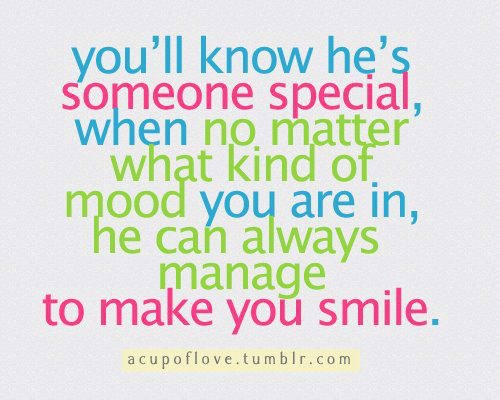 you’ll know he’s
someone special,
when no matter
what kind of
mood you are in,
he can always
manage
to make you smile.
acupoflove.tumblr.com